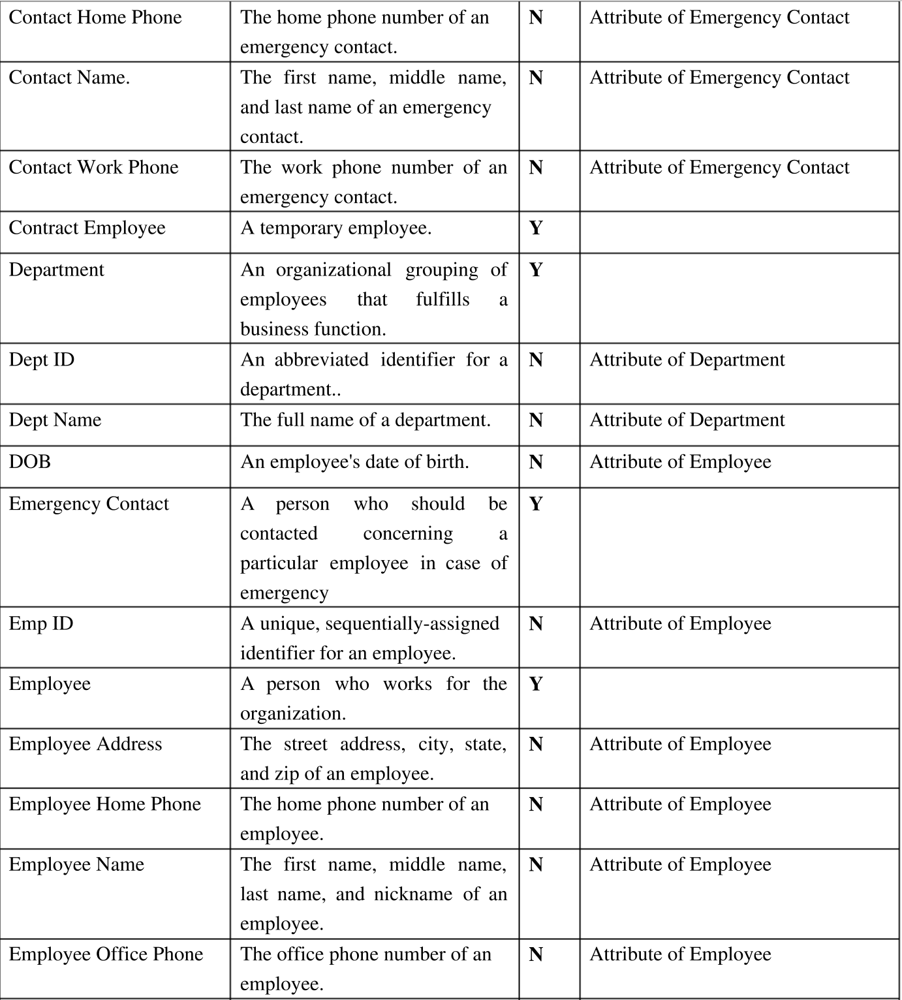 Contact Home Phone The home phone number of an N Attribute of Emergency Contact
emergency contact.
Contact Name. The first name, middle name, N Attribute of Emergency Contact
and last name of an emergency
contact.
Contact Work Phone The work phone number of an N Attribute of Emergency Contact
emergency contact.
Contract Employee A temporary employee. Y
Department An organizational grouping of Y
employees that fulfills a
business function.
Dept ID An abbreviated identifier for a N Attribute of Department
department..
Dept Name The full name of a department. N Attribute of Department
DOB An employee's date of birth. N Attribute of Employee
Emergency Contact A person who should be Y
contacted concerning a
particular employee in case of
emergency
Emp ID A unique, sequentially-assigned N Attribute of Employee
identifier for an employee.
Employee A person who works for the Y
organization.
Employee Address The street address, city, state, N Attribute of Employee
and zip of an employee.
Employee Home Phone The home phone number of an N Attribute of Employee
employee.
Employee Name The first name, middle name, N Attribute of Employee
last name, and nickname of an
employee.
Employee Office Phone The office phone number of an N Attribute of Employee
employee.